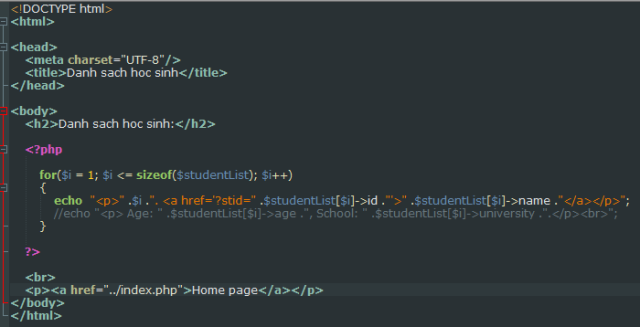 <!DOCTYPE html>
<html>
<head>
<meta charset="UTF-8"/>
<title>Danh sach hoc sinh</title>
</head>
<body>
<h2>Danh sach hoc sinh:</h2>
<?php
for($i = 1; $i <= sizeof($studentList); $i++)
{
echo "<p>" .$i .". <a href='?stid=" .$studentList[$i]->id ."'>" .$studentList[$i]->name ."</a></p>";
//echo "<p> Age: " .$studentList[$i]->age .", School: " .$studentList[$i]->university .".</p><br>";
}
?>
<br>
<p><a href="../index.php">Home page</a></p>
</body>
</html>